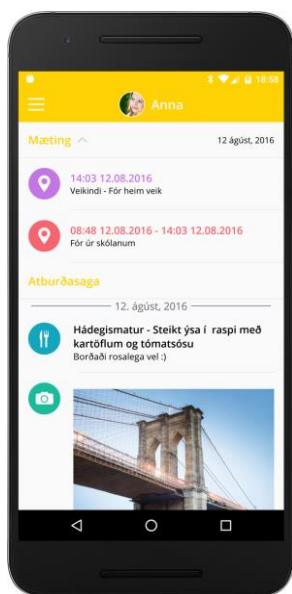 18:58
Anna
Mæting 12 ágúst, 2016
14:03 12.08.2016
Veikindi - Fór heim veik
08:48 12.08.2016 - 14:03 12.08.2016
Fór úr skólanum
Atburðasaga
12. ágúst, 2016
Hádegismatur - Steikt ýsa í raspi með
kartöflum og tómatsósu
Borðaði rosalega vel :)